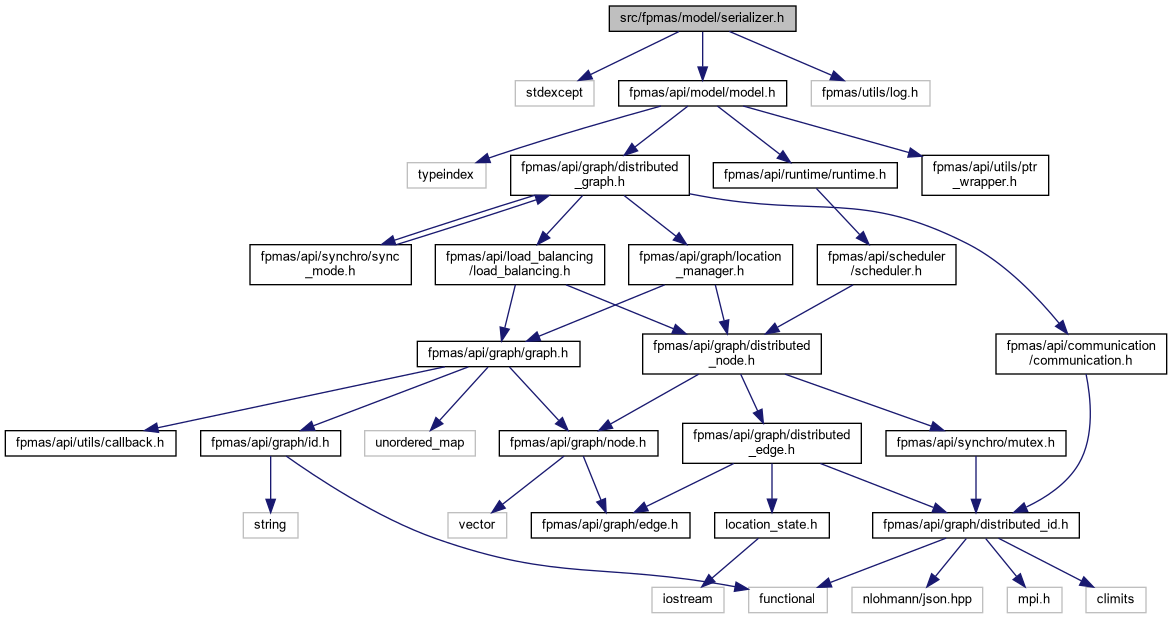 src/fpmas/model/serializer.h
stdexcept
fpmas/api/model/model.h
fpmas/utils/log.h
typeindex
fpmas/api/graph/distributed
_graph.h
fpmas/api/runtime/runtime.h
fpmas/api/utils/ptr
_wrapper.h
fpmas/api/synchro/sync
_mode.h
fpmas/api/load_balancing
/load_balancing.h
fpmas/api/graph/location
_manager.h
fpmas/api/scheduler
/scheduler.h
fpmas/api/graph/graph.h
fpmas/api/graph/distributed
_node.h
fpmas/api/communication
/communication.h
fpmas/api/utils/callback.h
fpmas/api/graph/id.h
unordered_map
fpmas/api/graph/node.h
fpmas/api/graph/distributed
_edge.h
fpmas/api/synchro/mutex.h
string
vector
fpmas/api/graph/edge.h
location_state.h
fpmas/api/graph/distributed_id.h
iostream
functional
nlohmann/json.hpp
mpi.h
climits